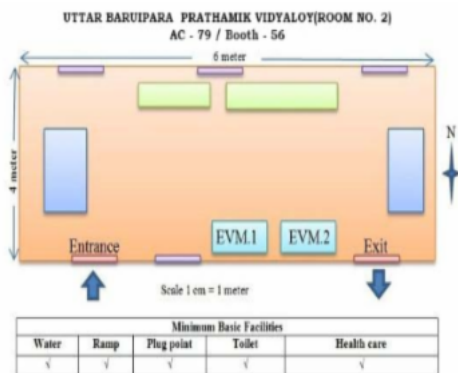 UTTAR BARUIPARA PRATHAMIK VIDYALOY(ROOM NO. 2)
AC - 79 / Booth - 56
6 meter
4 meter
N
EVM.1 EVM.2
Entrance Exit
Scale 1 cm = 1 meter
Minimum Basic Facilities
Water Ramp Plug point Toilet Health care
√ √ √ √ √